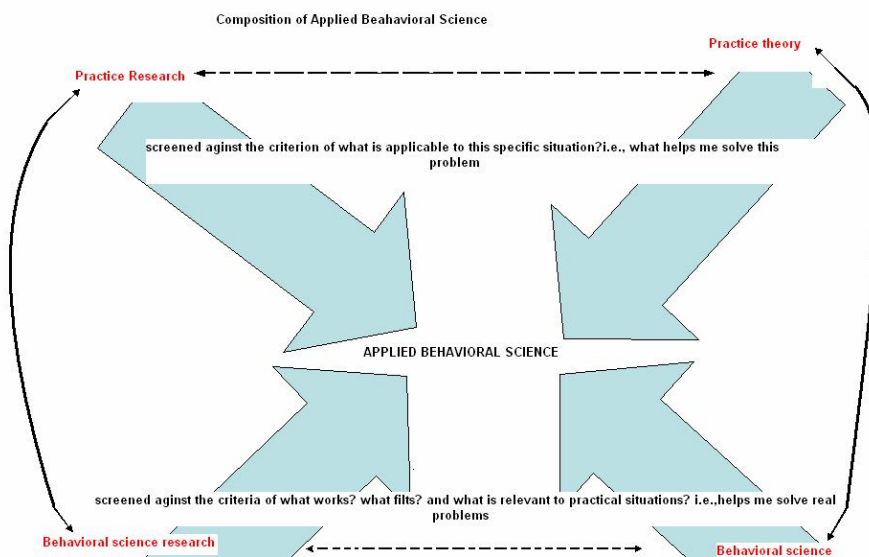 Composition of Applied Beahavioral Science
Practice theory
Practice Research
screened aginst the criterion of what is applicable to this specific situation?i.e., what helps me solve this
problem
APPLIED BEHAVIORAL SCIENCE
screened aginst the criteria of what works? what filts? and what is relevant to practical situations? i.e.,helps me solve real
problems
Behavioral science research
Behavioral science